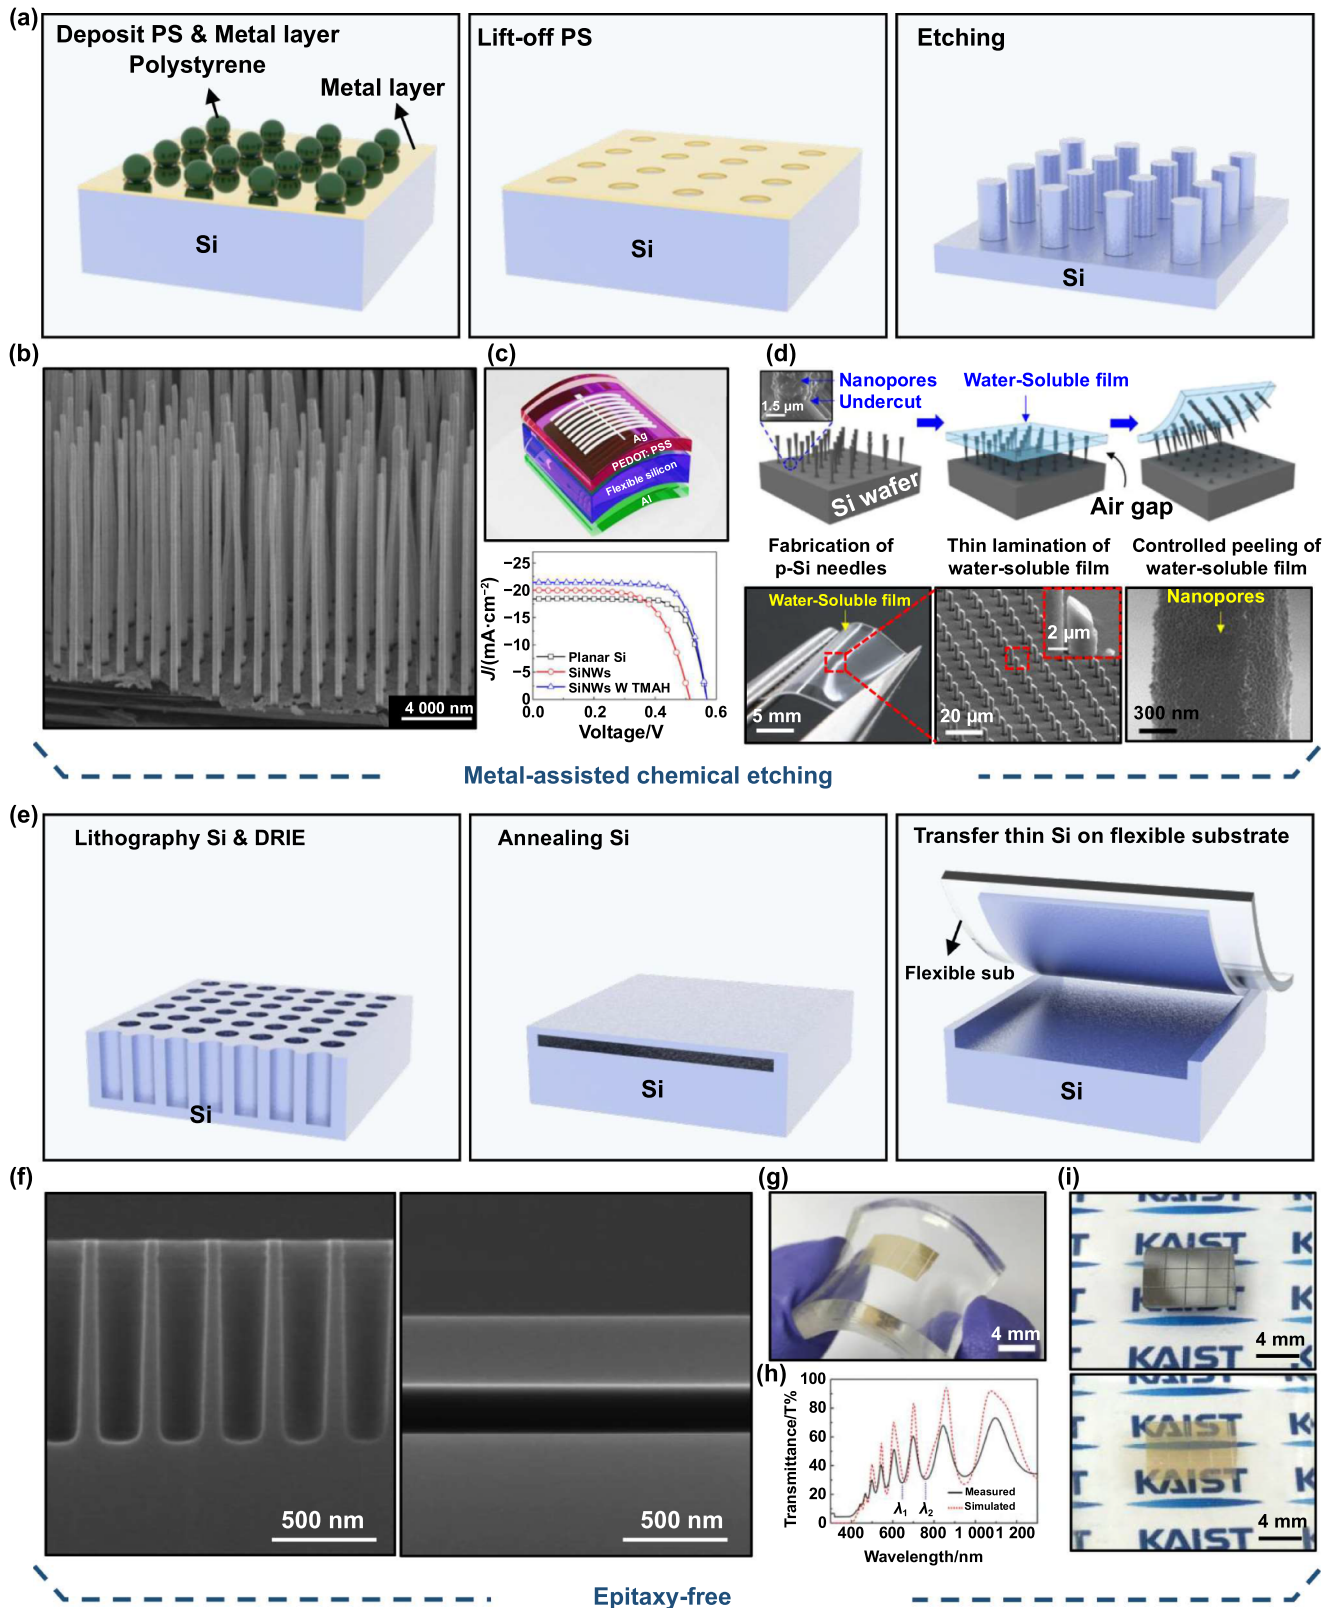 (a)
Deposit PS & Metal layer
Polystyrene
Metal layer
Si
Lift-off PS
Si
Etching
Si
(b)
4 000 nm
(c)
Ag
PEDOT: PSS
Flexible silicon
Al
J/(mA·cm⁻²)
−25
−20
−15
−10
−5
0
Planar Si
SiNWs
SiNWs W TMAH
0.0 0.2 0.4 0.6
Voltage/V
(d)
Nanopores
Undercut
1.5 μm
Water-Soluble film
Si wafer
Air gap
Fabrication of
p-Si needles
Thin lamination of
water-soluble film
Controlled peeling of
water-soluble film
Water-Soluble film
5 mm
2 μm
20 μm
Nanopores
300 nm
Metal-assisted chemical etching
(e)
Lithography Si & DRIE
Si
Annealing Si
Si
Transfer thin Si on flexible substrate
Flexible sub
Si
(f)
500 nm
500 nm
(g)
4 mm
(h)
Transmittance/T%
100
80
60
40
20
0
Measured
Simulated
λ₁ λ₂
400 600 800 1 000 1 200
Wavelength/nm
(i)
KAIST
KAIST
4 mm
KAIST
KAIST
4 mm
Epitaxy-free